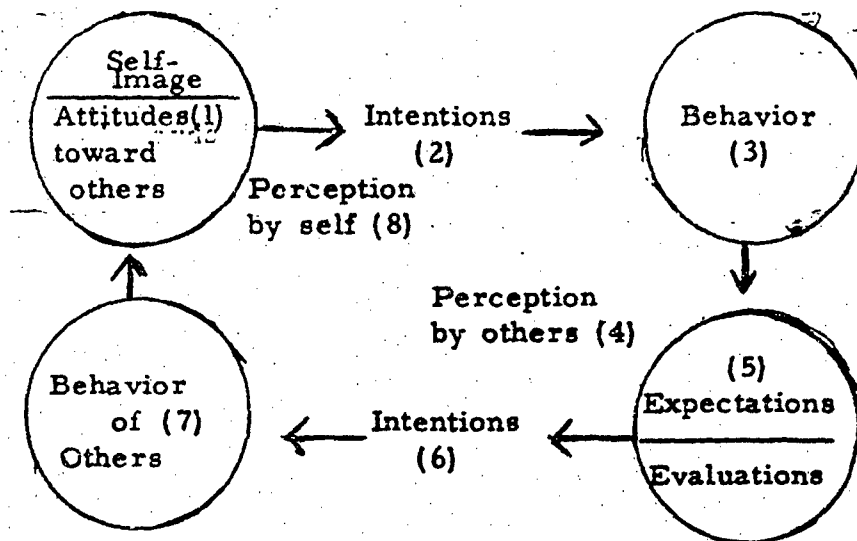 Self-
Image
Attitudes(1)
toward
others
Intentions
(2)
Behavior
(3)
Perception
by self (8)
Perception
by others (4)
(5)
Expectations
Evaluations
Intentions
(6)
Behavior
of (7)
Others